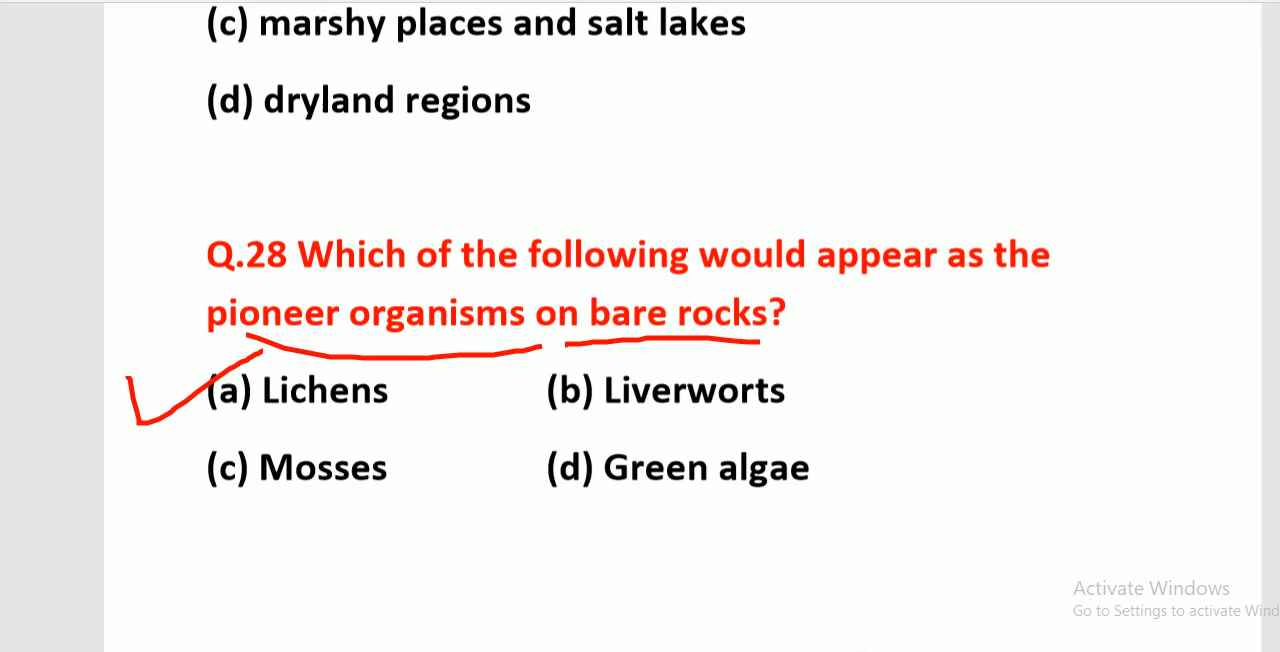 (c) marshy places and salt lakes
(d) dryland regions
Q.28 Which of the following would appear as the
pioneer organisms on bare rocks?
(a) Lichens (b) Liverworts
(c) Mosses (d) Green algae
Activate Windows
Go to Settings to activate Wind